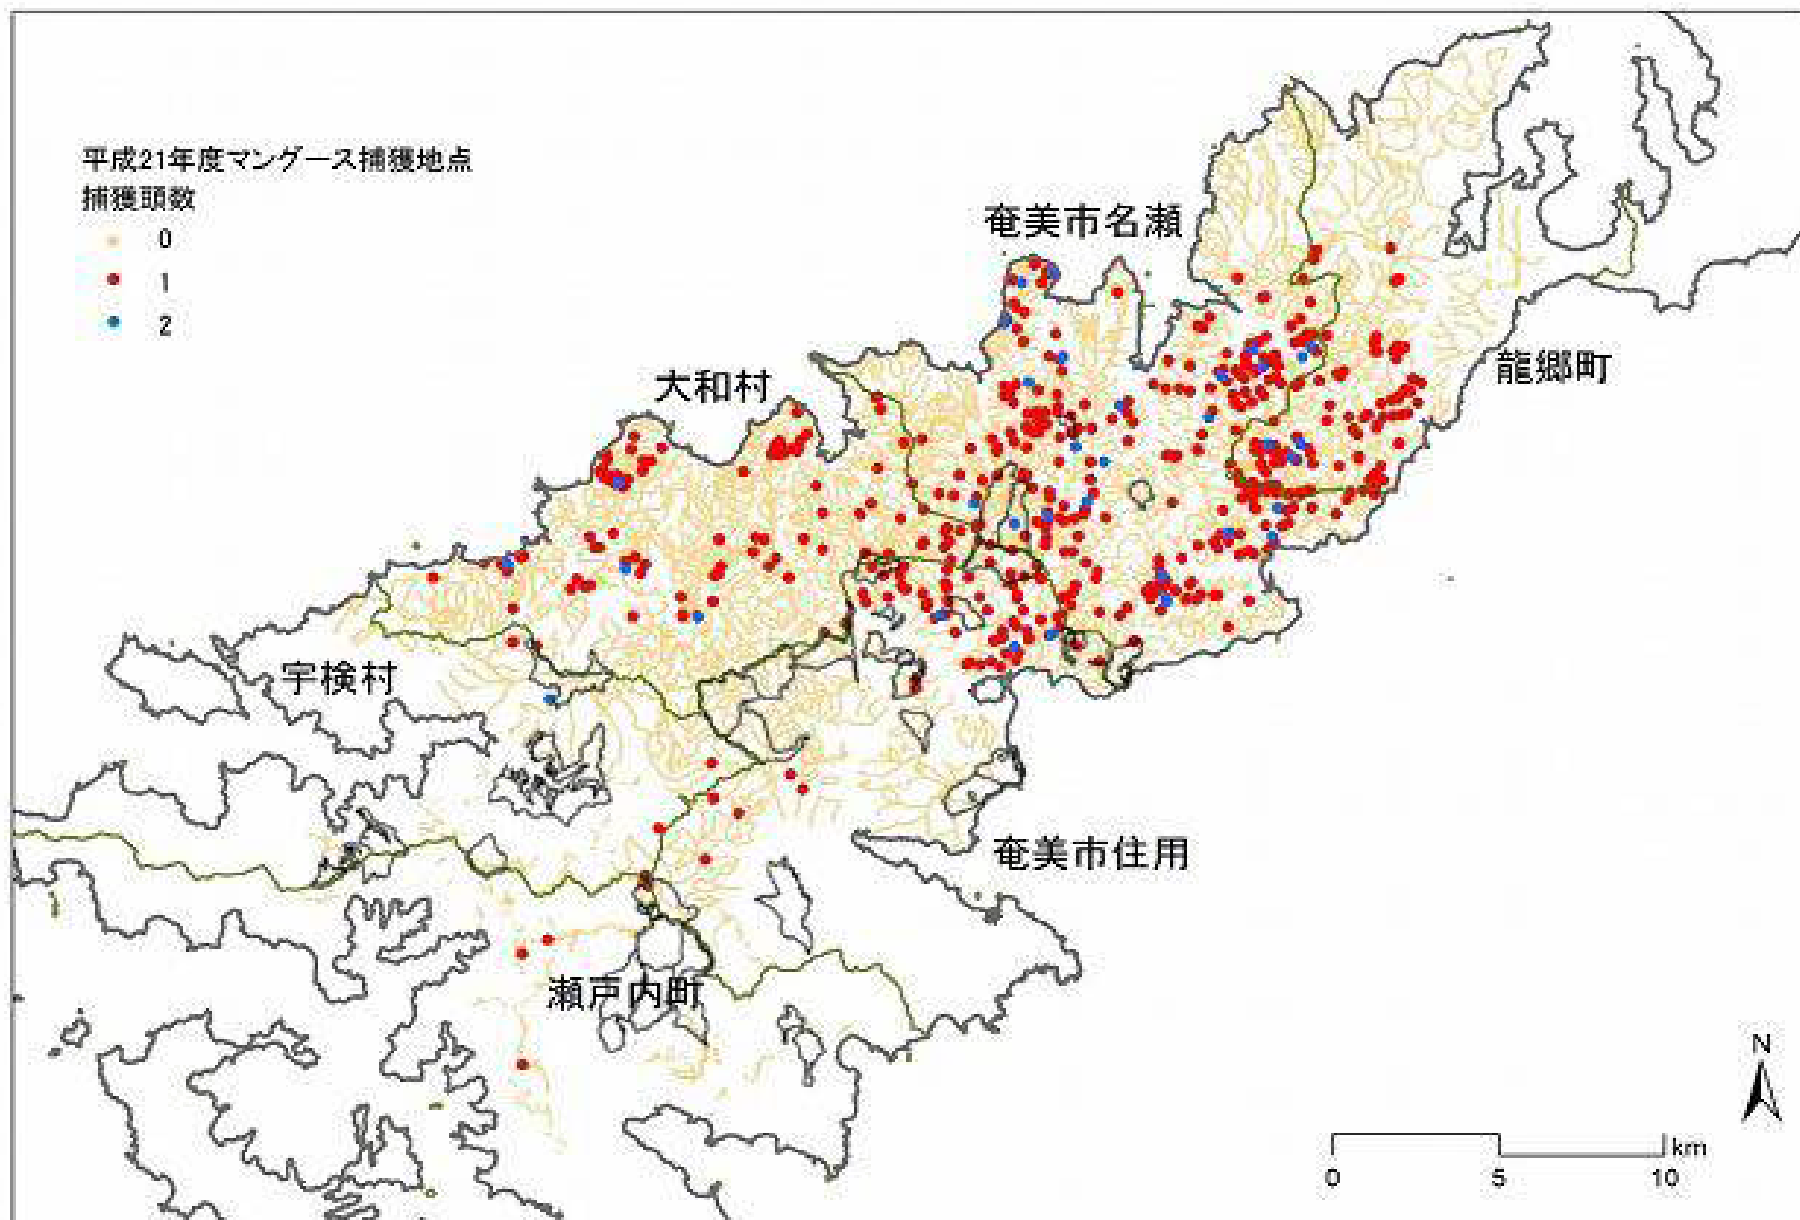 平成21年度マングース捕獲地点
捕獲頭数
0
1
2
奄美市名瀬
龍郷町
大和村
宇検村
奄美市住用
瀬戸内町
N
km
0 5 10